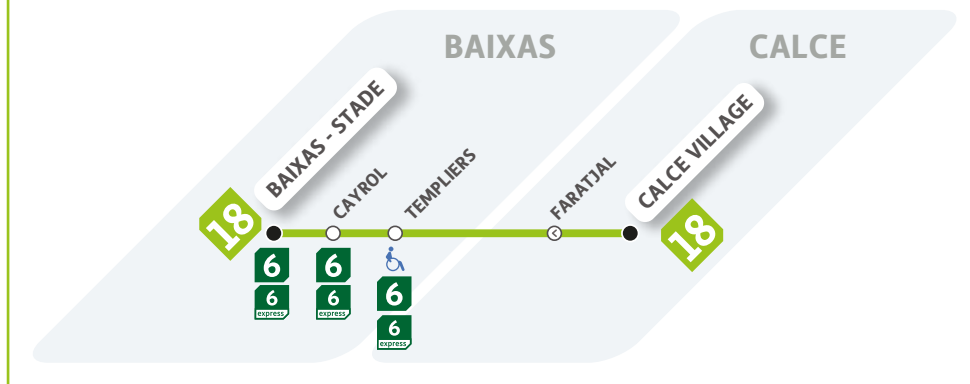 BAIXAS
CALCE
BAIXAS - STADE
CAYROL
TEMPLIERS
FARATJAL
CALCE VILLAGE
18
18
6
6
express
6
6
express
6
6
express